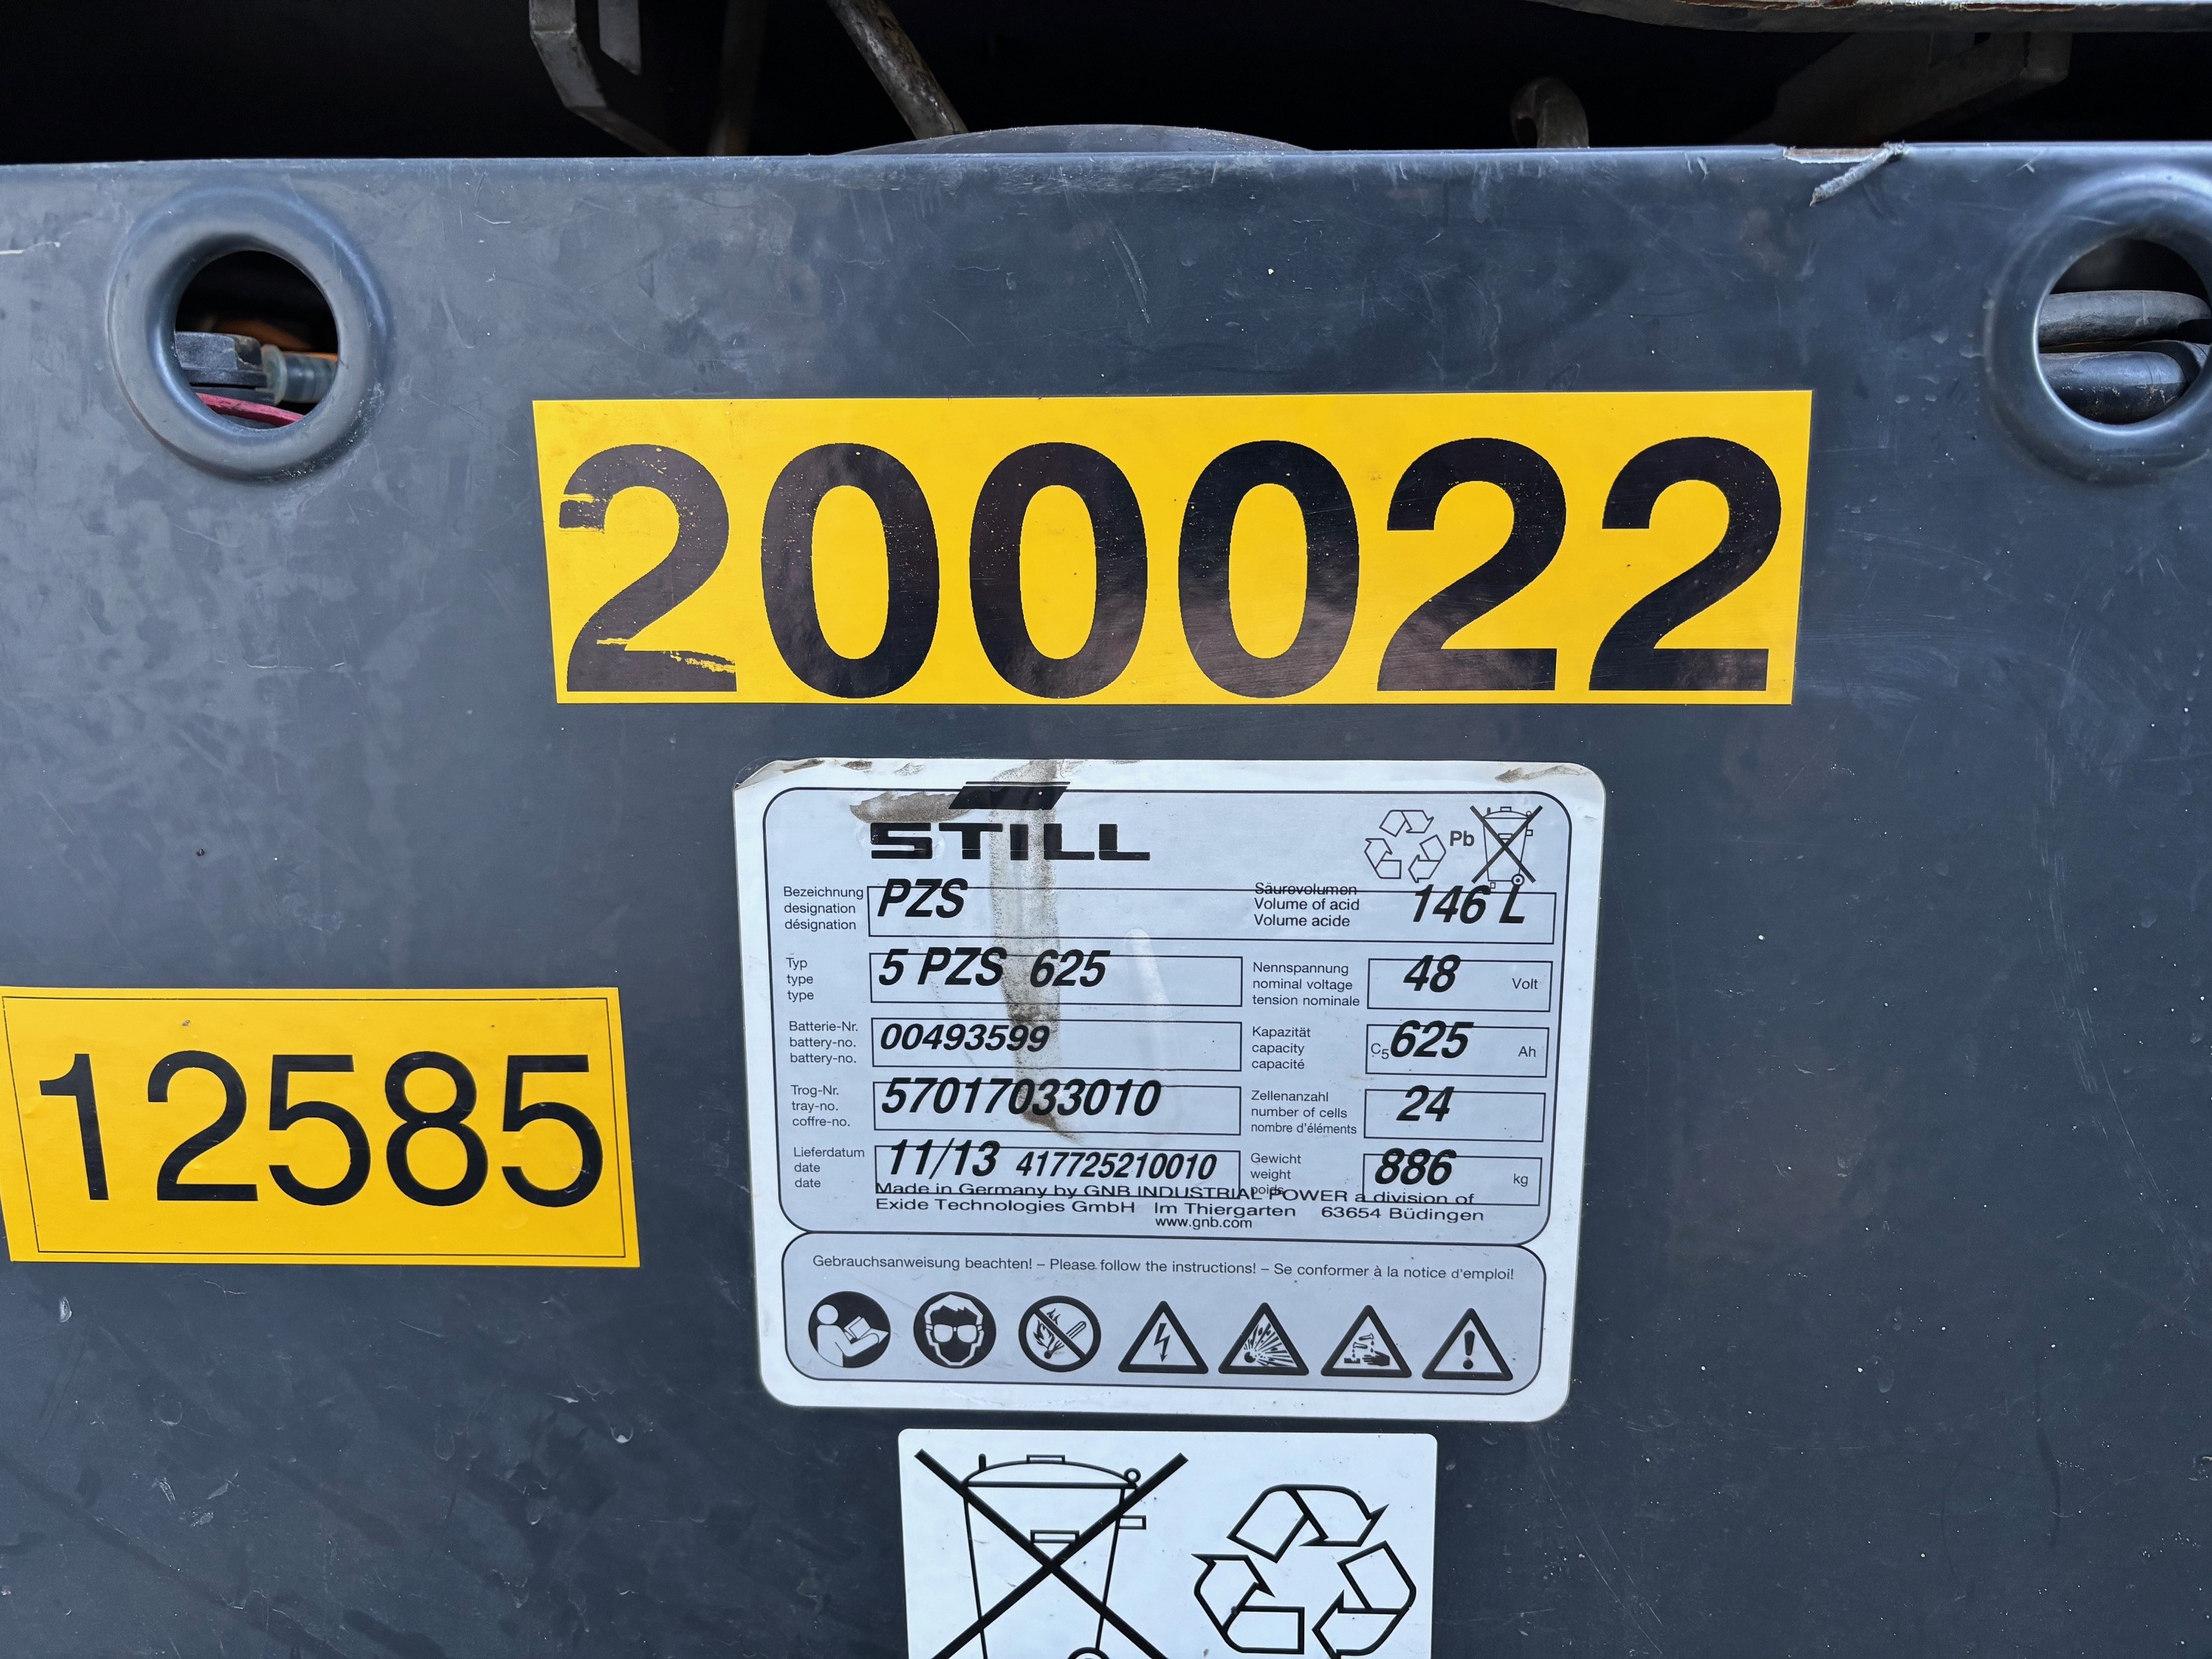 200022
12585
STILL
Pb
Bezeichnung
designation
désignation
PZS
Säurevolumen
Volume of acid
Volume acide
146 L
Typ
type
type
5 PZS 625
Nennspannung
nominal voltage
tension nominale
48 Volt
Batterie-Nr.
battery-no.
battery-no.
00493599
Kapazität
capacity
capacité
C5 625 Ah
Trog-Nr.
tray-no.
coffre-no.
57017033010
Zellenanzahl
number of cells
nombre d'éléments
24
Lieferdatum
date
date
11/13 417725210010
Gewicht
weight
poids
886 kg
Made in Germany by GNB INDUSTRIAL POWER a division of
Exide Technologies GmbH Im Thiergarten 63654 Büdingen
www.gnb.com
Gebrauchsanweisung beachten! – Please follow the instructions! – Se conformer à la notice d'emploi!